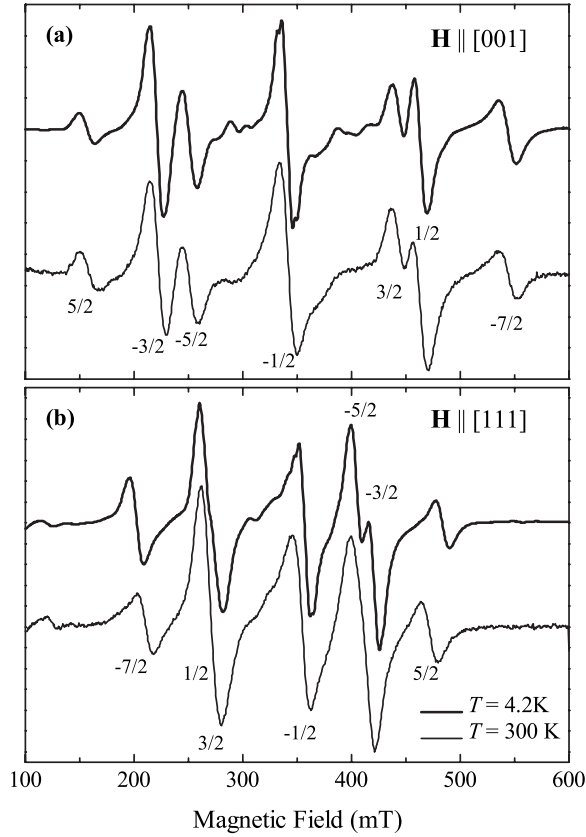 (a)
H || [001]
5/2
-3/2
-5/2
-1/2
3/2
1/2
-7/2
(b)
H || [111]
-5/2
-3/2
-7/2
1/2
3/2
-1/2
5/2
T = 4.2K
T = 300 K
100 200 300 400 500 600
Magnetic Field (mT)